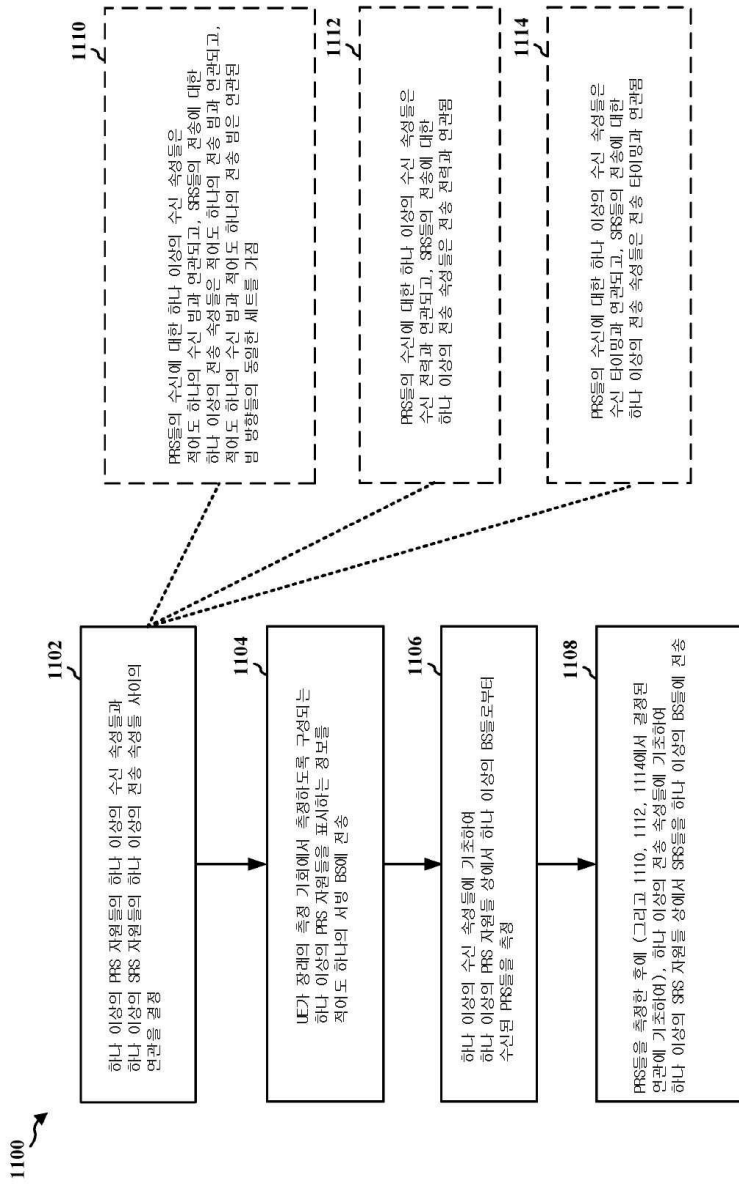 1100
1102
하나 이상의 PRS 자원들의 하나 이상의 수신 속성들과
하나 이상의 SRS 자원들의 하나 이상의 전송 속성들 사이의
연관을 결정
1104
UE가 장래의 측정 기회에서 측정하도록 구성되는
하나 이상의 PRS 자원들을 표시하는 정보를
적어도 하나의 서빙 BS에 전송
1106
하나 이상의 수신 속성들에 기초하여
하나 이상의 PRS 자원들 상에서 하나 이상의 BS들로부터
수신된 PRS들을 측정
1108
PRS들을 측정한 후에 (그리고 1110, 1112, 1114에서 결정된
연관에 기초하여), 하나 이상의 전송 속성들에 기초하여
하나 이상의 SRS 자원들 상에서 SRS들을 하나 이상의 BS들에 전송
1110
PRS들의 수신에 대한 하나 이상의 수신 속성들은
적어도 하나의 수신 빔과 연관되고, SRS들의 전송에 대한
하나 이상의 전송 속성들은 적어도 하나의 전송 빔과 연관되고,
적어도 하나의 수신 빔과 적어도 하나의 전송 빔은 연관된
빔 방향들의 동일한 세트를 가짐
1112
PRS들의 수신에 대한 하나 이상의 수신 속성들은
수신 전력과 연관되고, SRS들의 전송에 대한
하나 이상의 전송 속성들은 전송 전력과 연관됨
1114
PRS들의 수신에 대한 하나 이상의 수신 속성들은
수신 타이밍과 연관되고, SRS들의 전송에 대한
하나 이상의 전송 속성들은 전송 타이밍과 연관됨